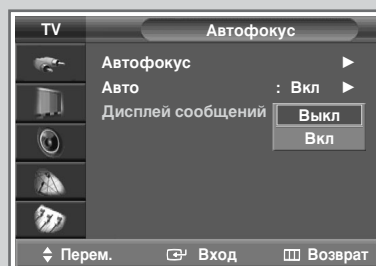 TV Автофокус
Автофокус ►
Авто : Вкл ►
Дисплей сообщений Выкл
Вкл
Перем. Вход Возврат